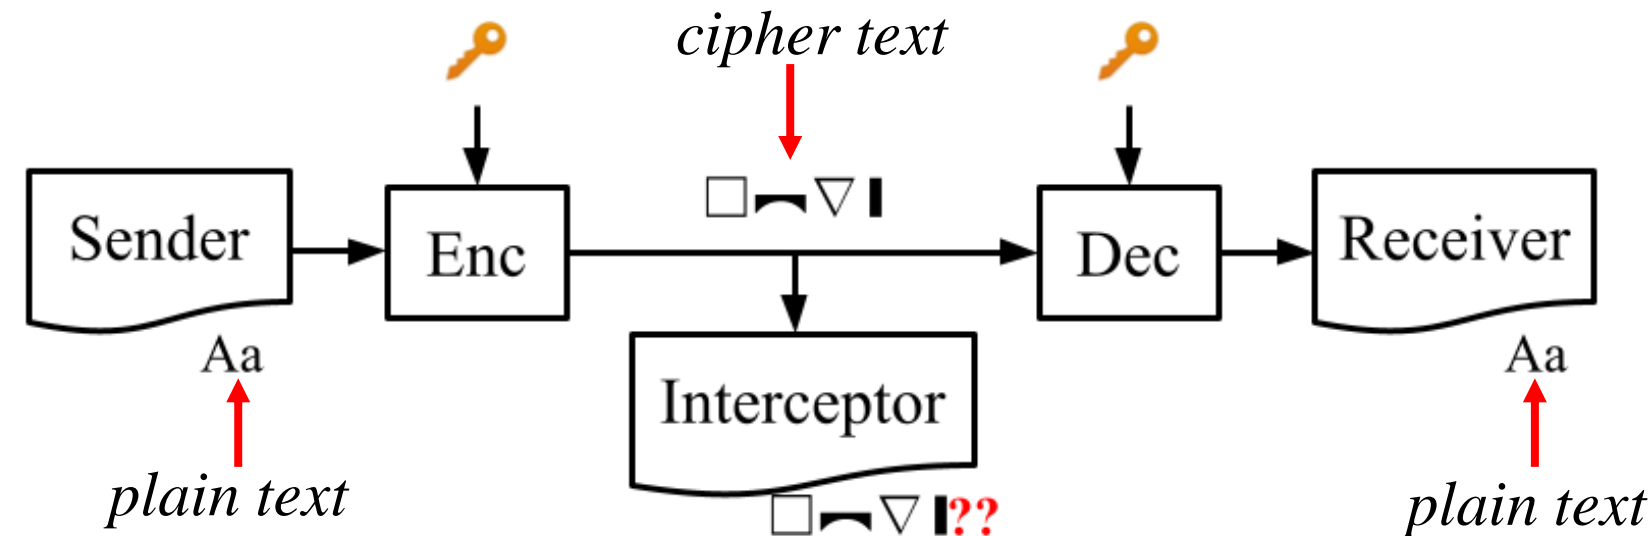 cipher text
Sender
Enc
Dec
Receiver
Aa
Aa
Interceptor
plain text
??
plain text